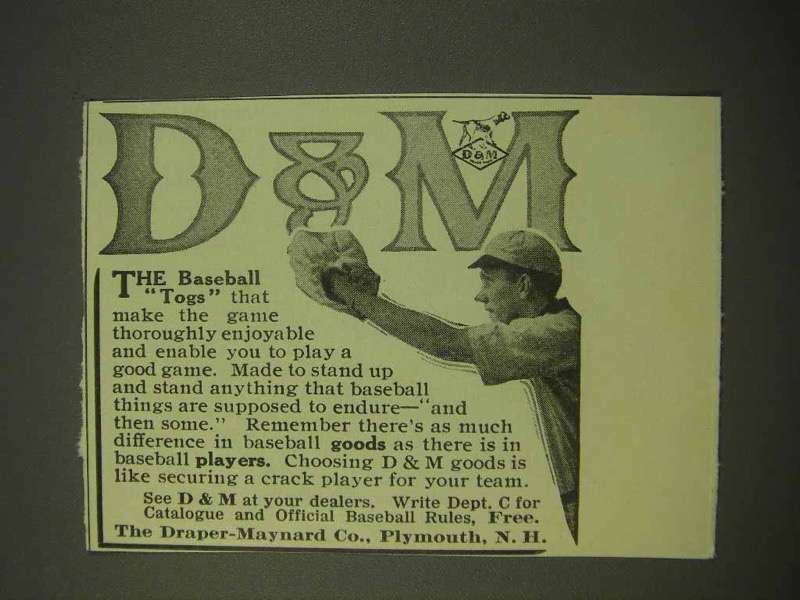 D & M
D & M
THE Baseball
"Togs" that
make the game
thoroughly enjoyable
and enable you to play a
good game. Made to stand up
and stand anything that baseball
things are supposed to endure—"and
then some." Remember there's as much
difference in baseball goods as there is in
baseball players. Choosing D & M goods is
like securing a crack player for your team.
See D & M at your dealers. Write Dept. C for
Catalogue and Official Baseball Rules, Free.
The Draper-Maynard Co., Plymouth, N. H.